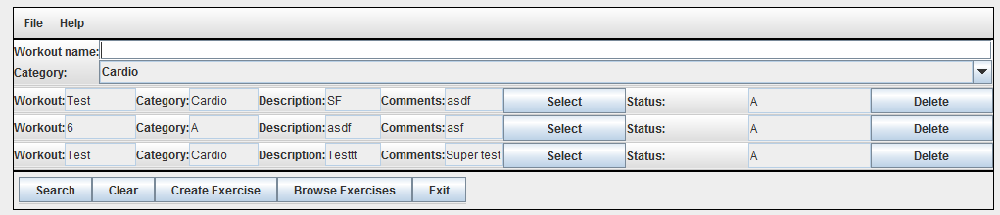 File Help
Workout name:
Category: Cardio
Workout: Test Category: Cardio Description: SF Comments: asdf Select Status: A Delete
Workout: 6 Category: A Description: asdf Comments: asf Select Status: A Delete
Workout: Test Category: Cardio Description: Testtt Comments: Super test Select Status: A Delete
Search Clear Create Exercise Browse Exercises Exit